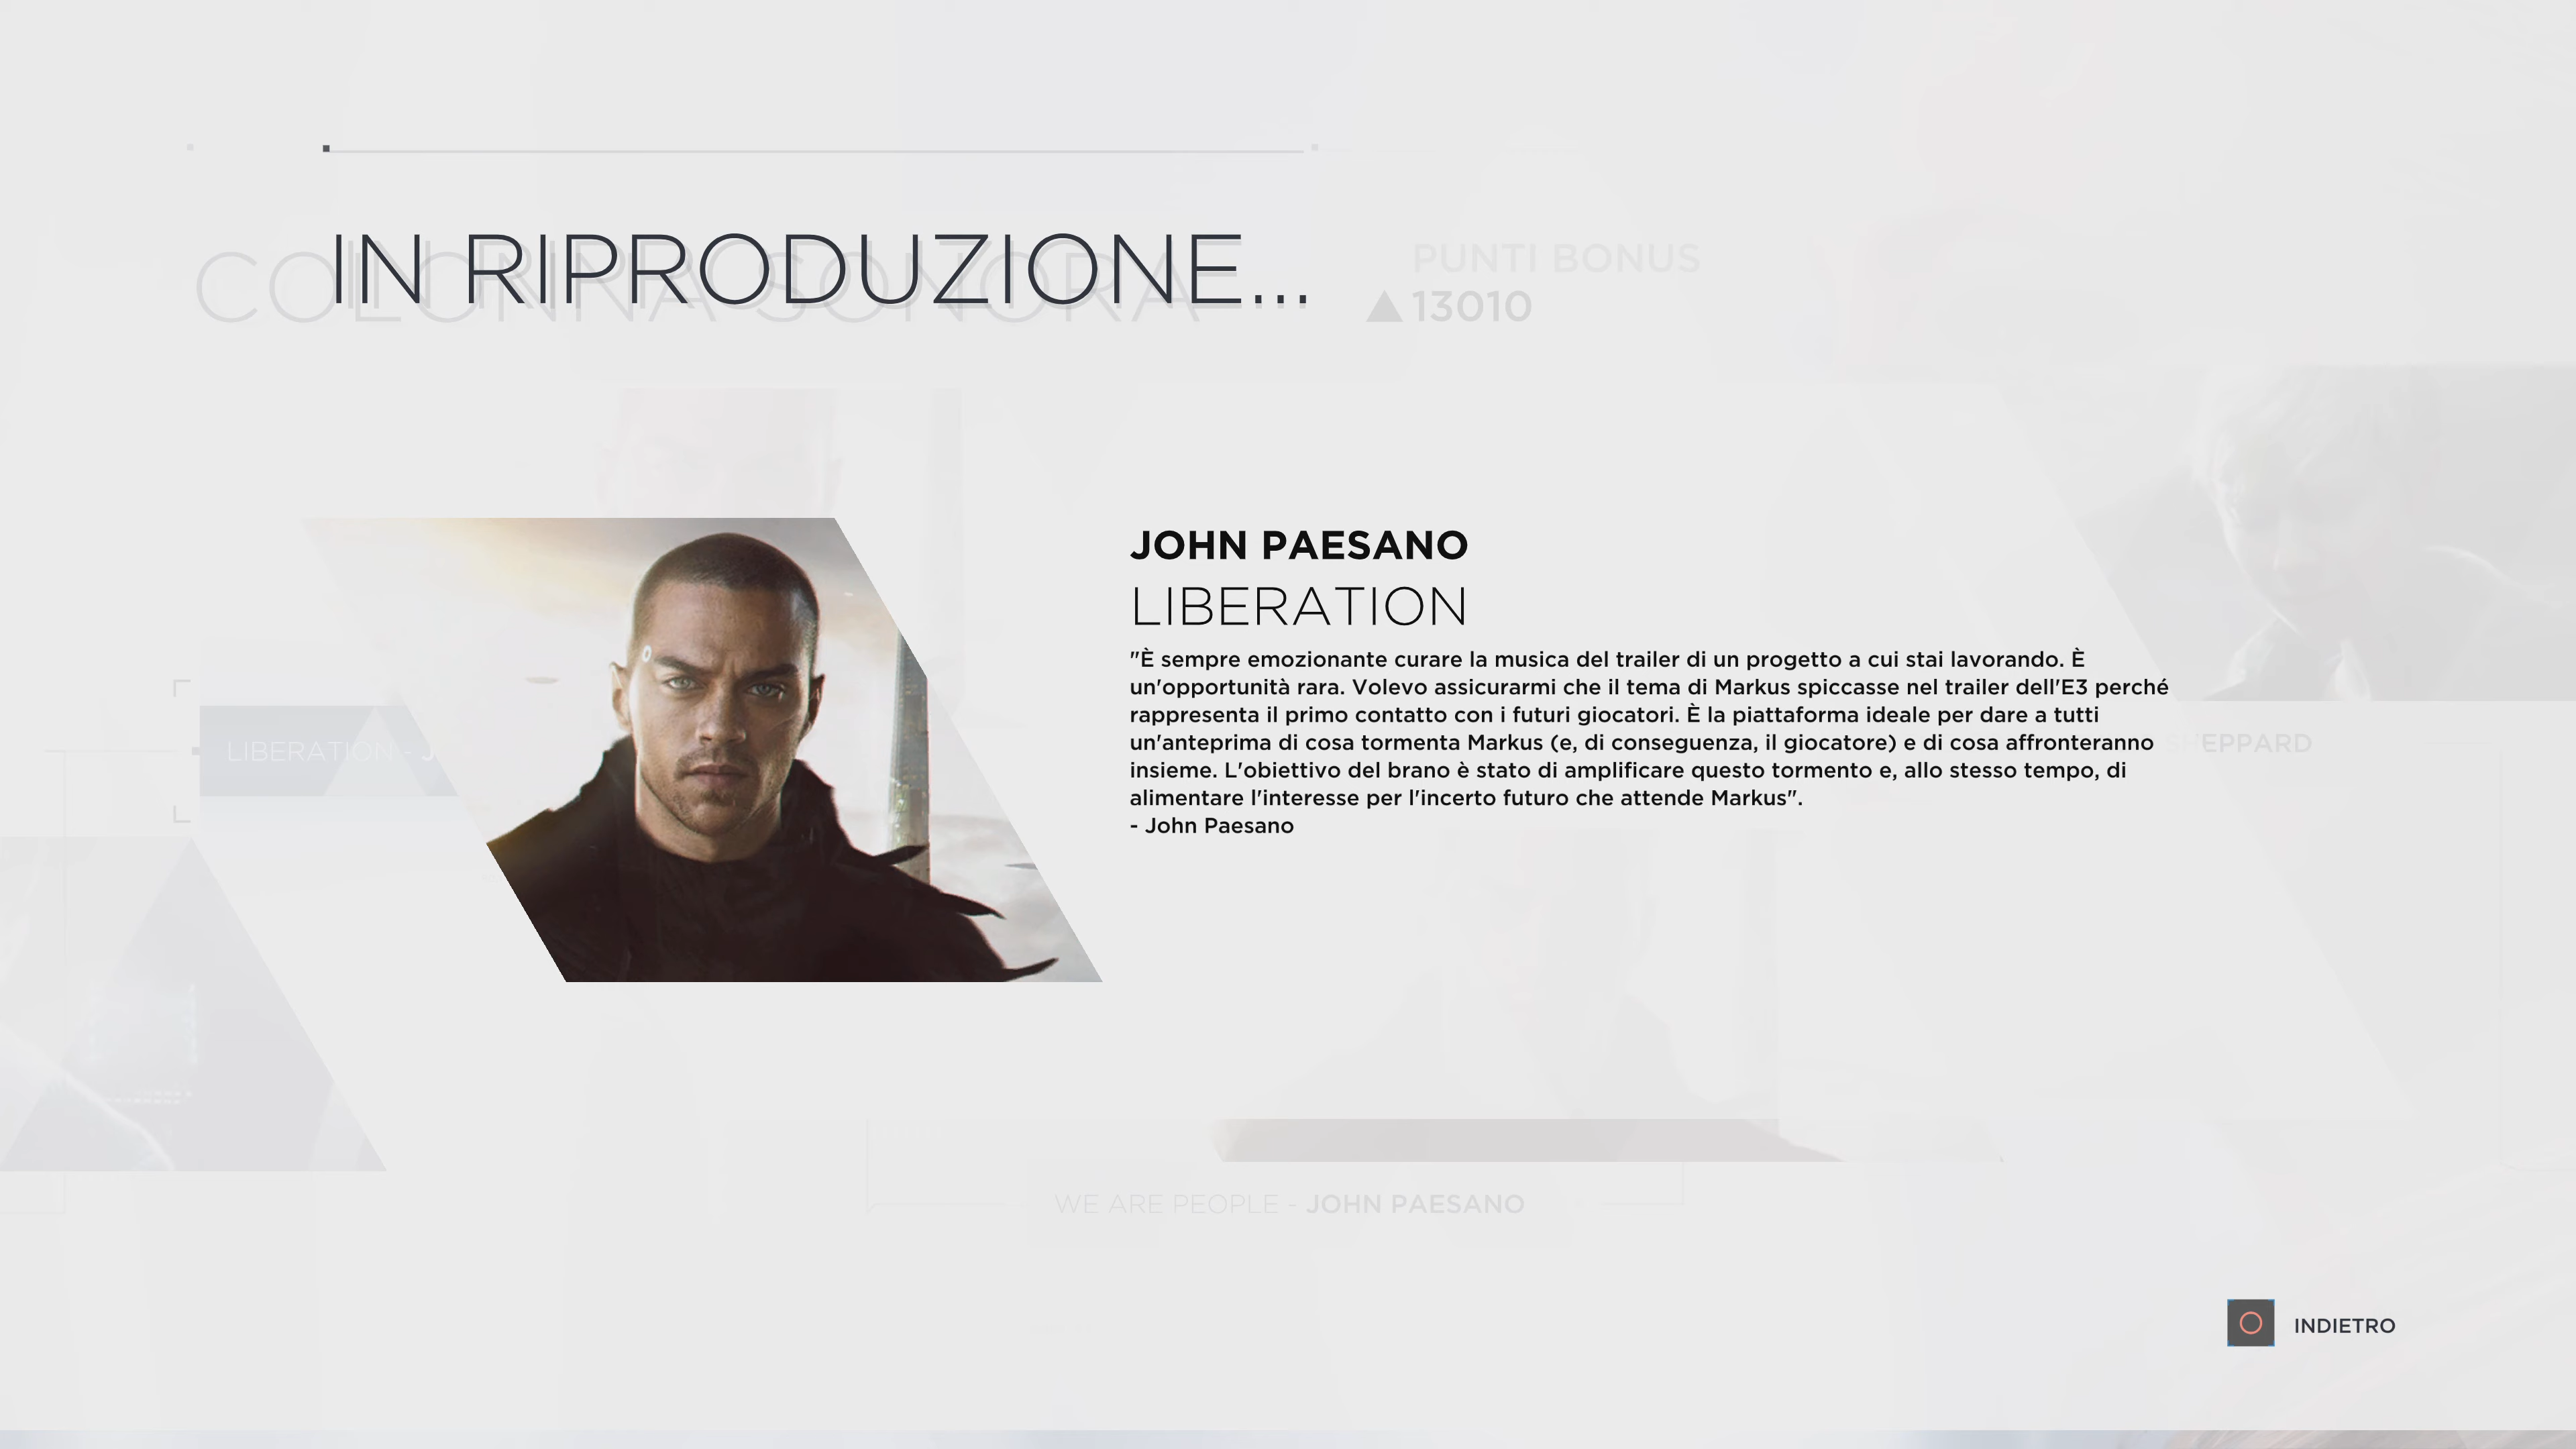 IN RIPRODUZIONE...
COLONNA SONORA
PUNTI BONUS
13010
JOHN PAESANO
LIBERATION
"È sempre emozionante curare la musica del trailer di un progetto a cui stai lavorando. È
un'opportunità rara. Volevo assicurarmi che il tema di Markus spiccasse nel trailer dell'E3 perché
rappresenta il primo contatto con i futuri giocatori. È la piattaforma ideale per dare a tutti
un'anteprima di cosa tormenta Markus (e, di conseguenza, il giocatore) e di cosa affronteranno
insieme. L'obiettivo del brano è stato di amplificare questo tormento e, allo stesso tempo, di
alimentare l'interesse per l'incerto futuro che attende Markus".
- John Paesano
LIBERATION - J
SHEPPARD
WE ARE PEOPLE - JOHN PAESANO
INDIETRO